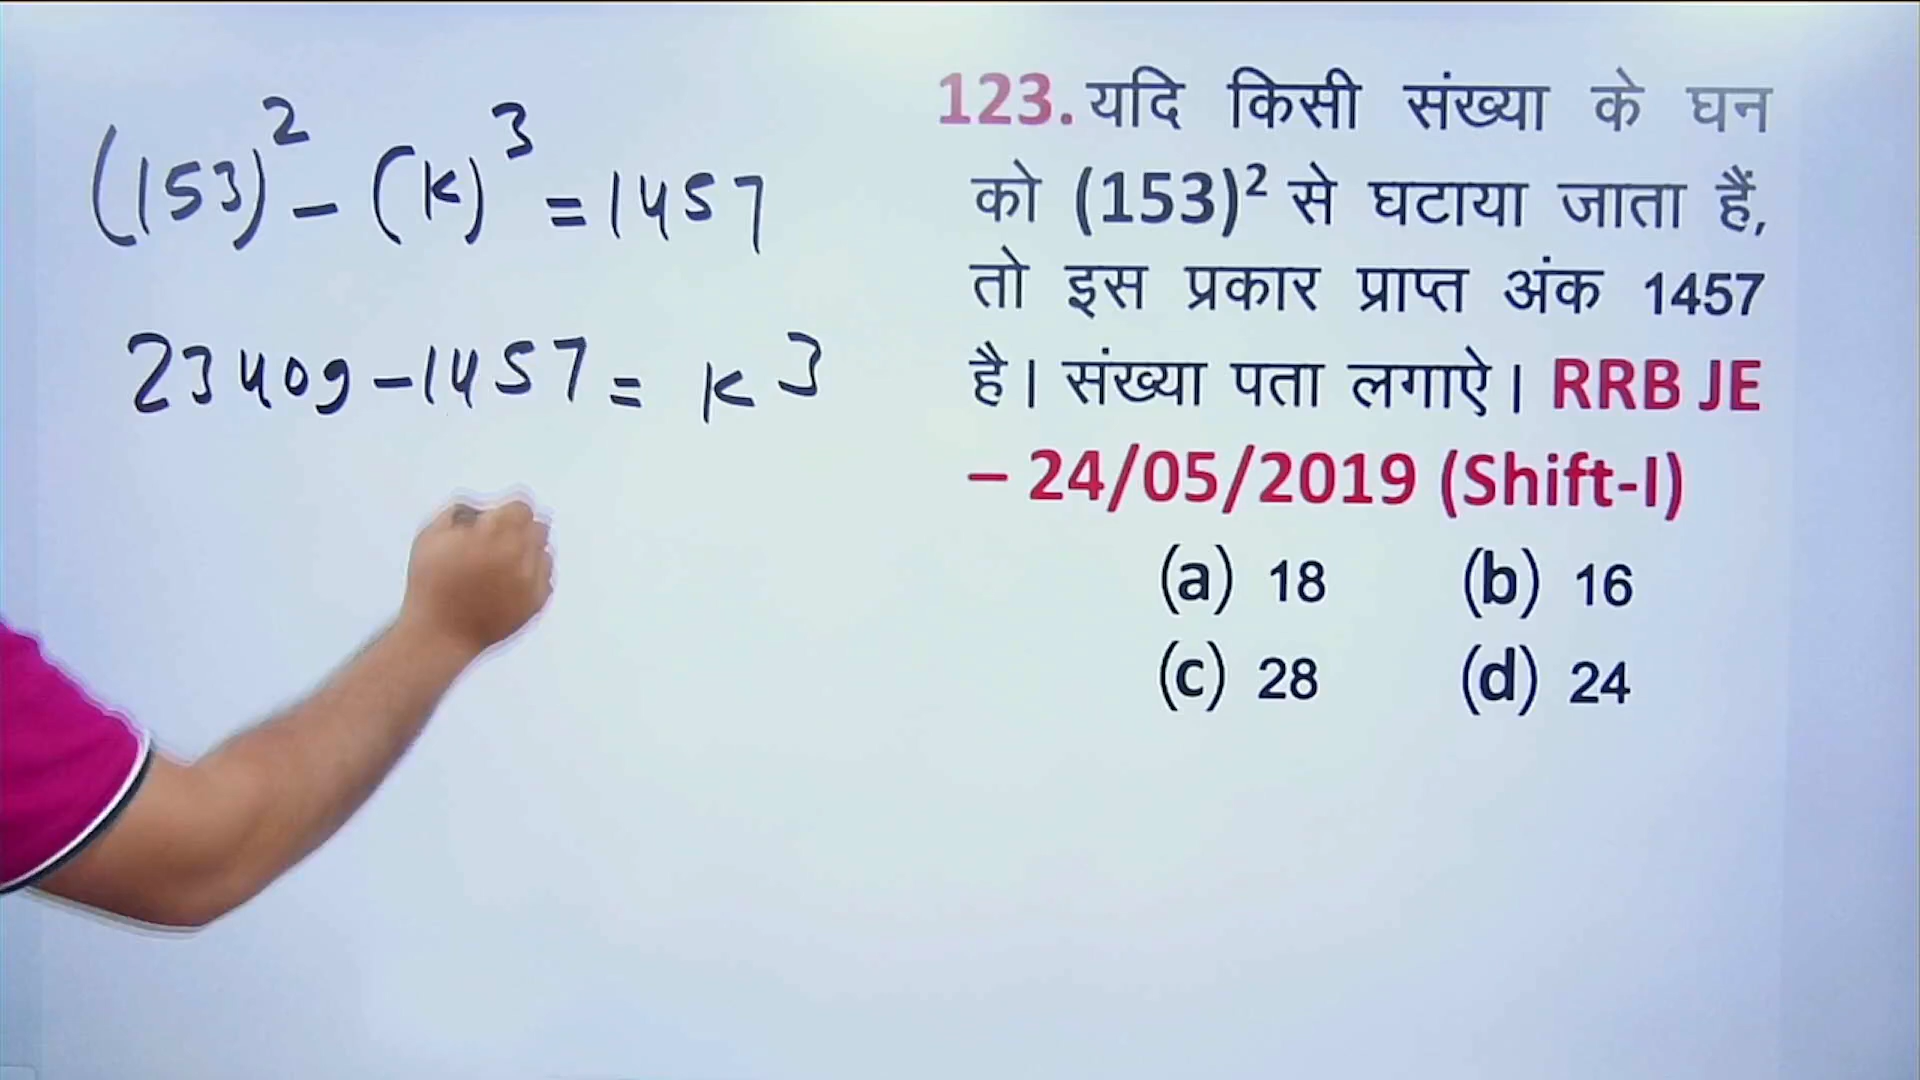 (153)² - (K)³ = 1457
23409 - 1457 = K³
123. यदि किसी संख्या के घन
को (153)² से घटाया जाता हैं,
तो इस प्रकार प्राप्त अंक 1457
है। संख्या पता लगाऐ। RRB JE
– 24/05/2019 (Shift-I)
(a) 18 (b) 16
(c) 28 (d) 24